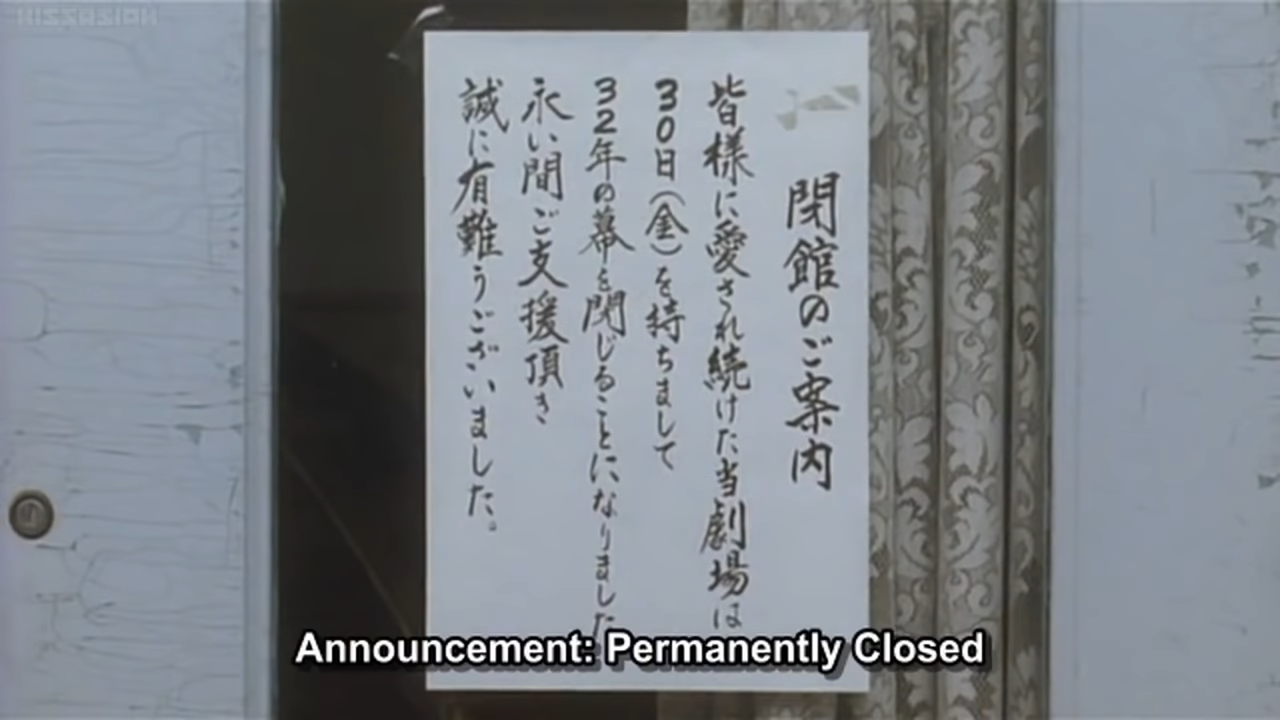 KISSASIAN
閉館のご案内
皆様に愛され続けた当劇場は
30日(金)を持ちまして
32年の幕を閉じることになりました
永い間ご支援頂き
誠に有難うございました。
Announcement: Permanently Closed